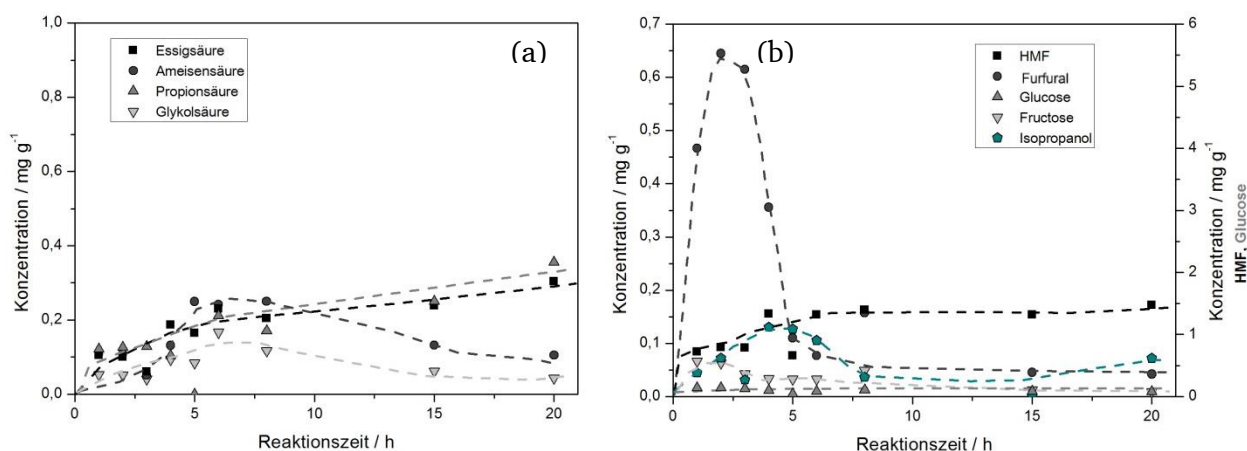 (a)
Konzentration / mg g⁻¹
1,0
0,8
0,6
0,4
0,2
0,0
Essigsäure
Ameisensäure
Propionsäure
Glykolsäure
0 5 10 15 20
Reaktionszeit / h
(b)
Konzentration / mg g⁻¹
0,7
0,6
0,5
0,4
0,3
0,2
0,1
0,0
HMF
Furfural
Glucose
Fructose
Isopropanol
0 5 10 15 20
Reaktionszeit / h
6
5
4
3
2
1
0
Konzentration / mg g⁻¹
HMF, Glucose